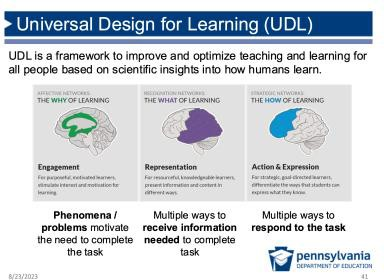 Universal Design for Learning (UDL)
UDL is a framework to improve and optimize teaching and learning for
all people based on scientific insights into how humans learn.
AFFECTIVE NETWORKS:
THE WHY OF LEARNING
Engagement
For purposeful, motivated learners,
stimulate interest and motivation for
learning.
RECOGNITION NETWORKS:
THE WHAT OF LEARNING
Representation
For resourceful, knowledgeable learners,
present information and content in
different ways.
STRATEGIC NETWORKS:
THE HOW OF LEARNING
Action & Expression
For strategic, goal-directed learners,
differentiate the ways that students can
express what they know.
Phenomena /
problems motivate
the need to complete
the task
Multiple ways to
receive information
needed to complete
task
Multiple ways to
respond to the task
pennsylvania
DEPARTMENT OF EDUCATION
8/23/2023
41